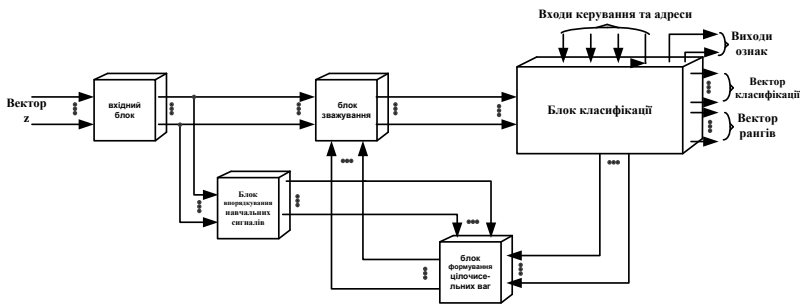 Входи керування та адреси
Виходи
ознак
Вектор
z
вхідний
блок
блок
зважування
Блок класифікації
Вектор
класифікації
Вектор
рангів
Блок
впорядкування
навчальних
сигналів
блок
формування
цілочисе-
льних ваг